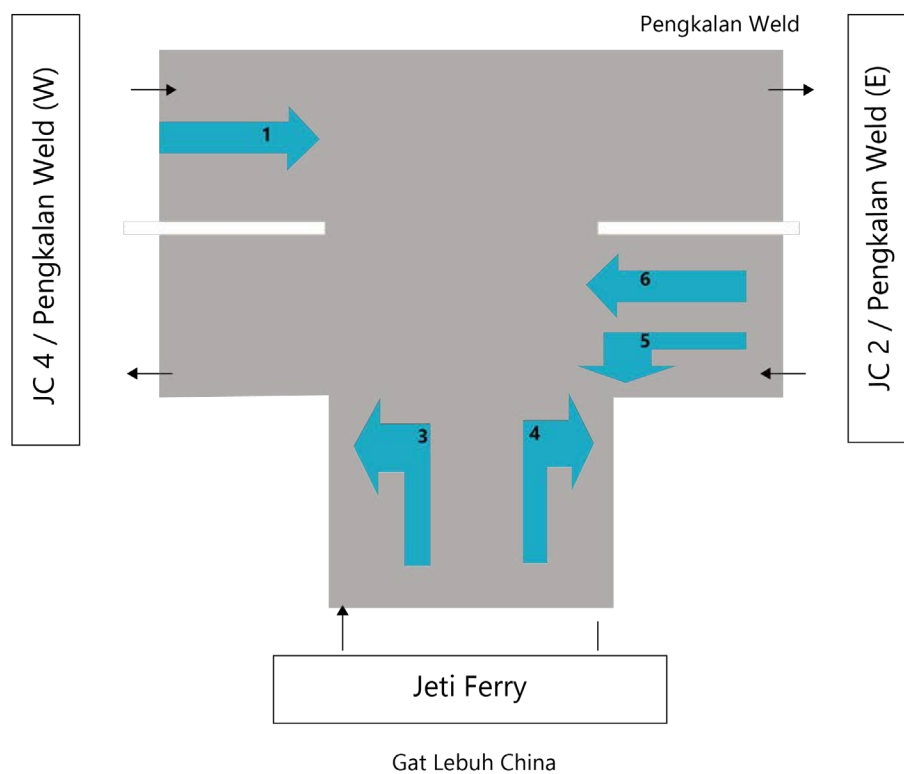 Pengkalan Weld
JC 4 / Pengkalan Weld (W)
JC 2 / Pengkalan Weld (E)
1
6
5
3
4
Jeti Ferry
Gat Lebuh China